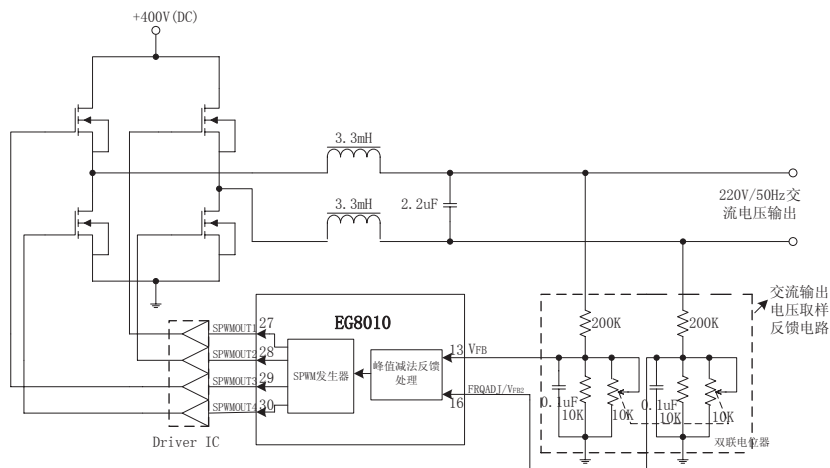 +400V(DC)
3.3mH
3.3mH
2.2uF
220V/50Hz交
流电压输出
交流输出
电压取样
反馈电路
EG8010
SPWMOUT1 27
SPWMOUT2 28
SPWMOUT3 29
SPWMOUT4 30
SPWM发生器
峰值减法反馈
处理
13 VFB
FRQADJ/VFB2
16
Driver IC
200K
200K
0.1uF
10K
10K
0.1uF
10K
10K
双联电位器